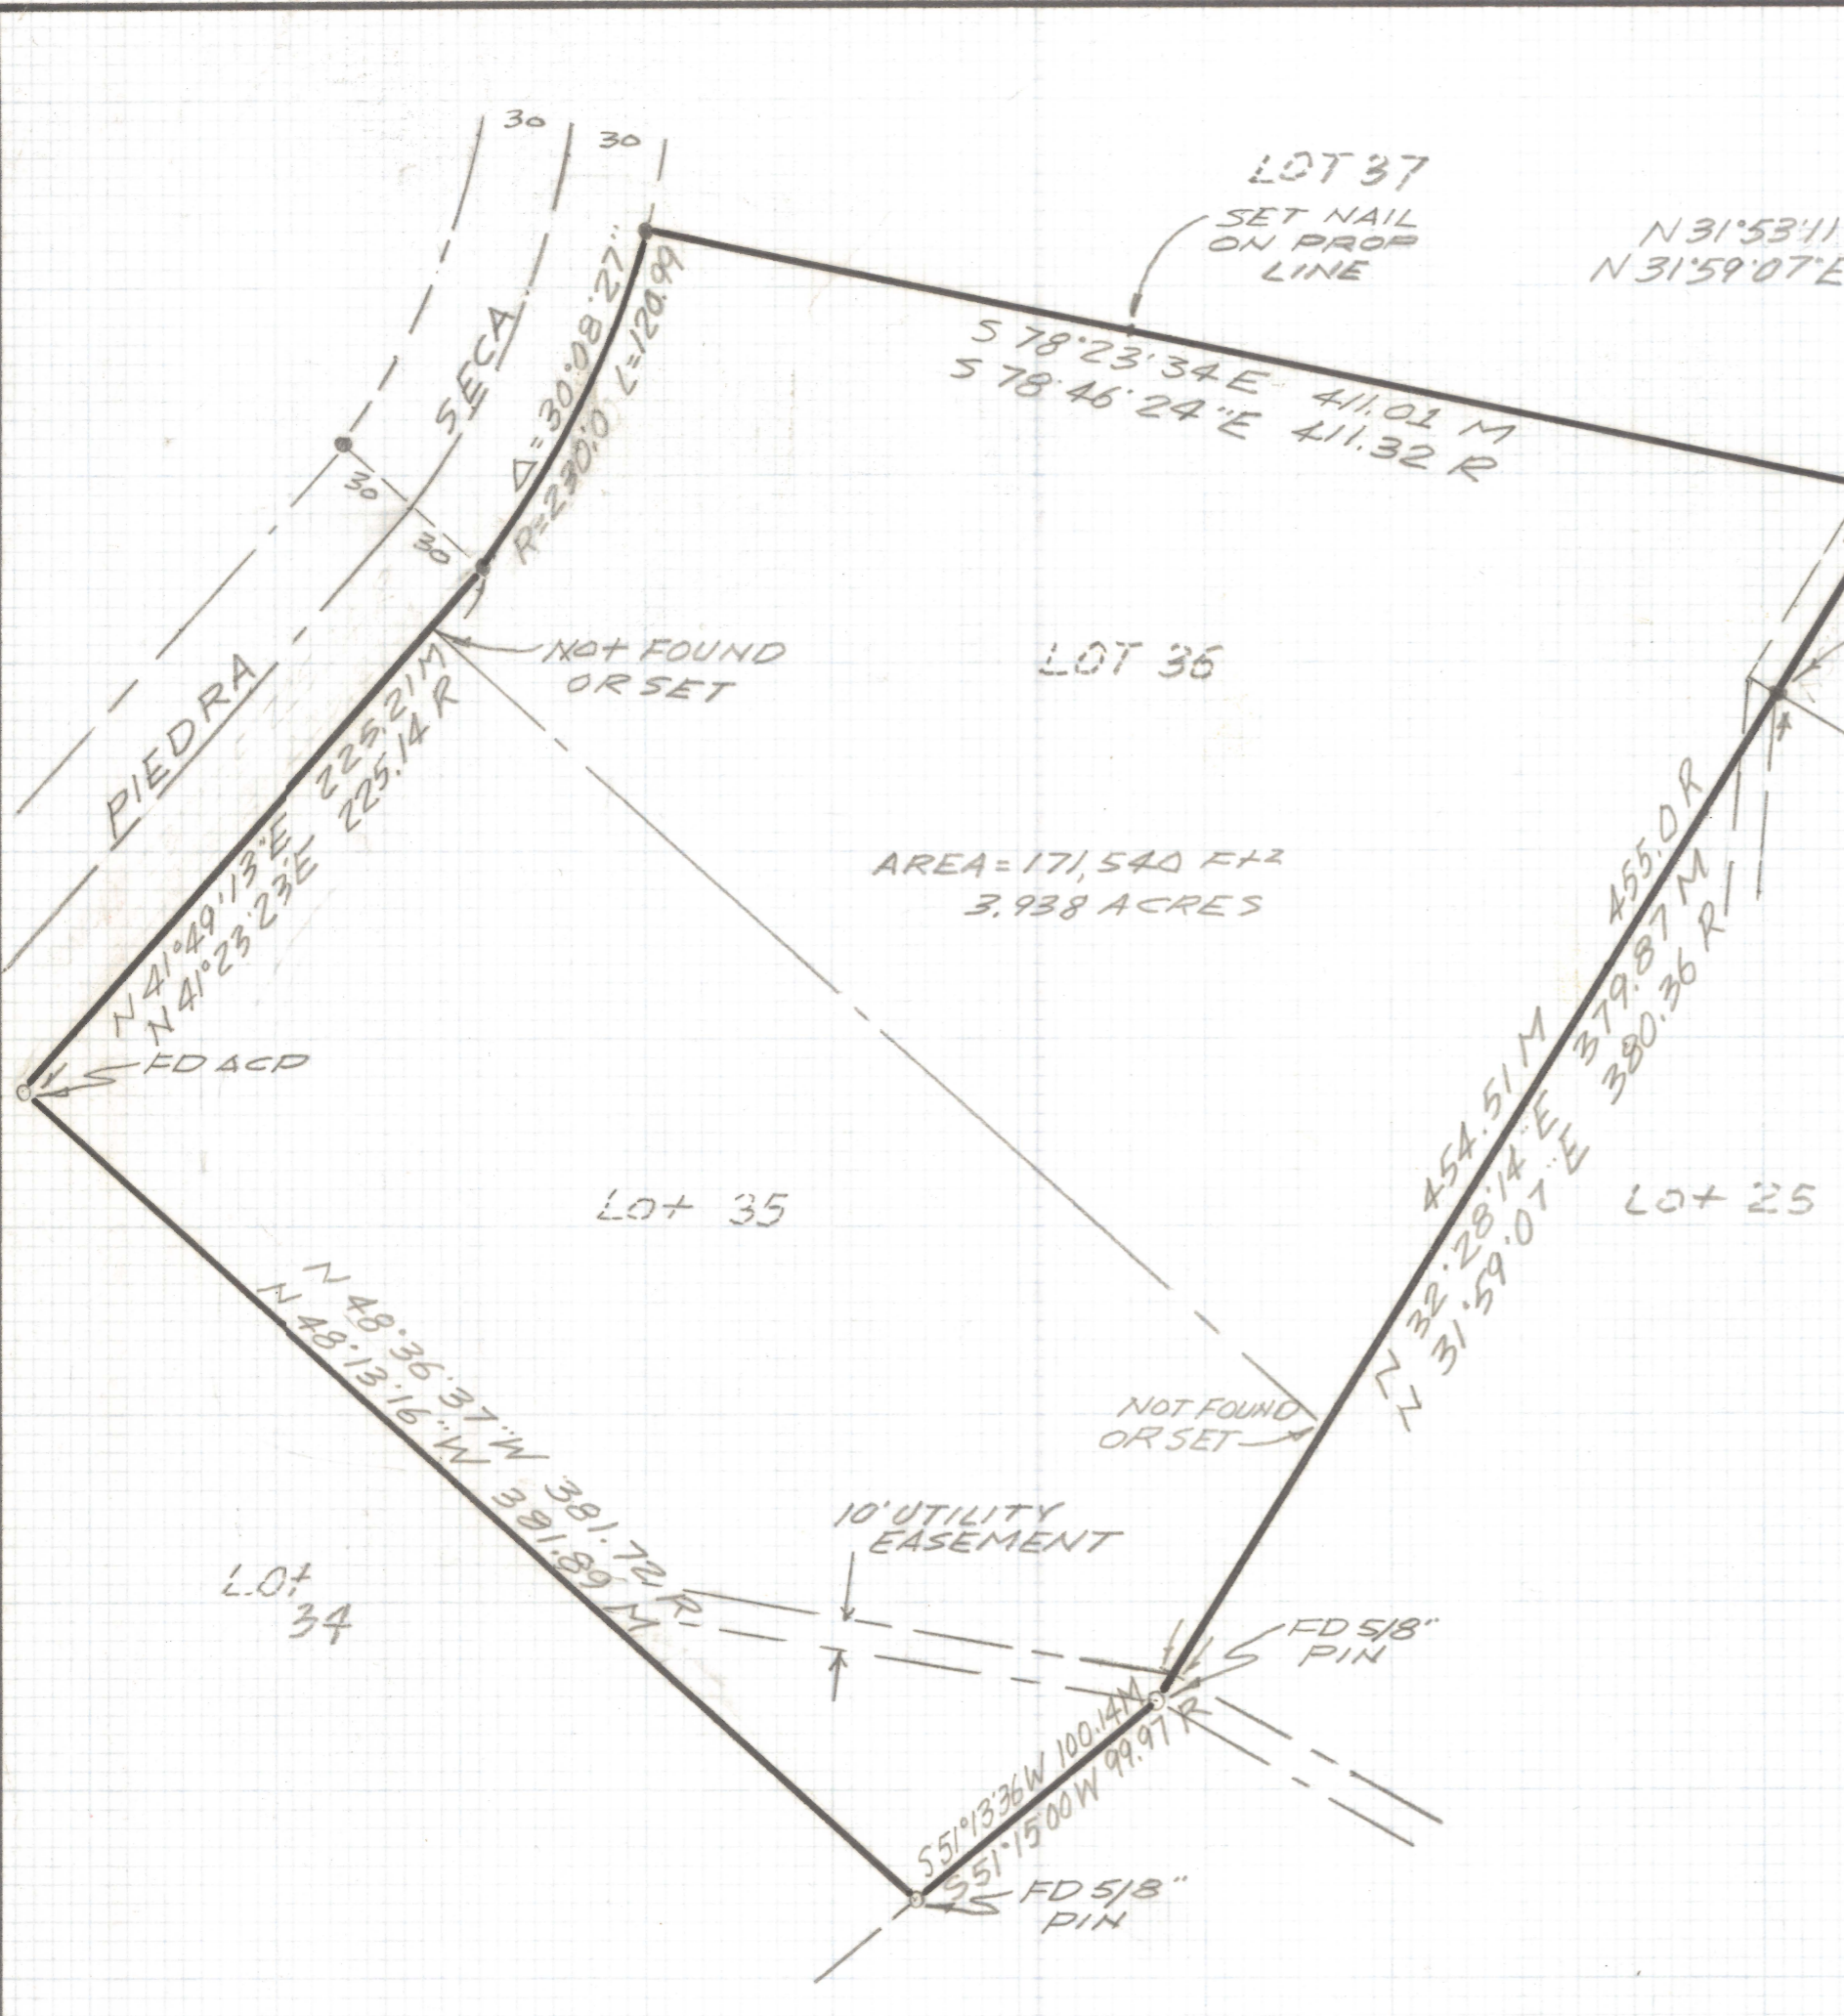 30
30
LOT 37
SET NAIL
ON PROP
LINE
N 31°53'11
N 31°59'07"E
S 78°23'34 E 411.01 M
S 78°46'24"E 411.32 R
Δ=30°08'27"
R=230.0 L=120.99
SECA
30
30
NOt FOUND
OR SET
LOT 36
PIEDRA
225.21 M
225.14 R
N 41°49'13"E
N 41°23'23"E
AREA=171,540 Ft²
3.938 ACRES
455.0 R
379.87 M
380.36 R
FD ACP
454.51 M
N 32°28'14"E
N 31°59'07"E
LOt 35
LOt 25
N 48°36'37"W 381.72 R
N 48°13'16"W 381.89 M
NOT FOUND
OR SET
10' UTILITY
EASEMENT
LOt
34
FD 5/8"
PIN
S 51°13'36 W 100.14 M
S 51°15'00 W 99.97 R
FD 5/8"
PIN